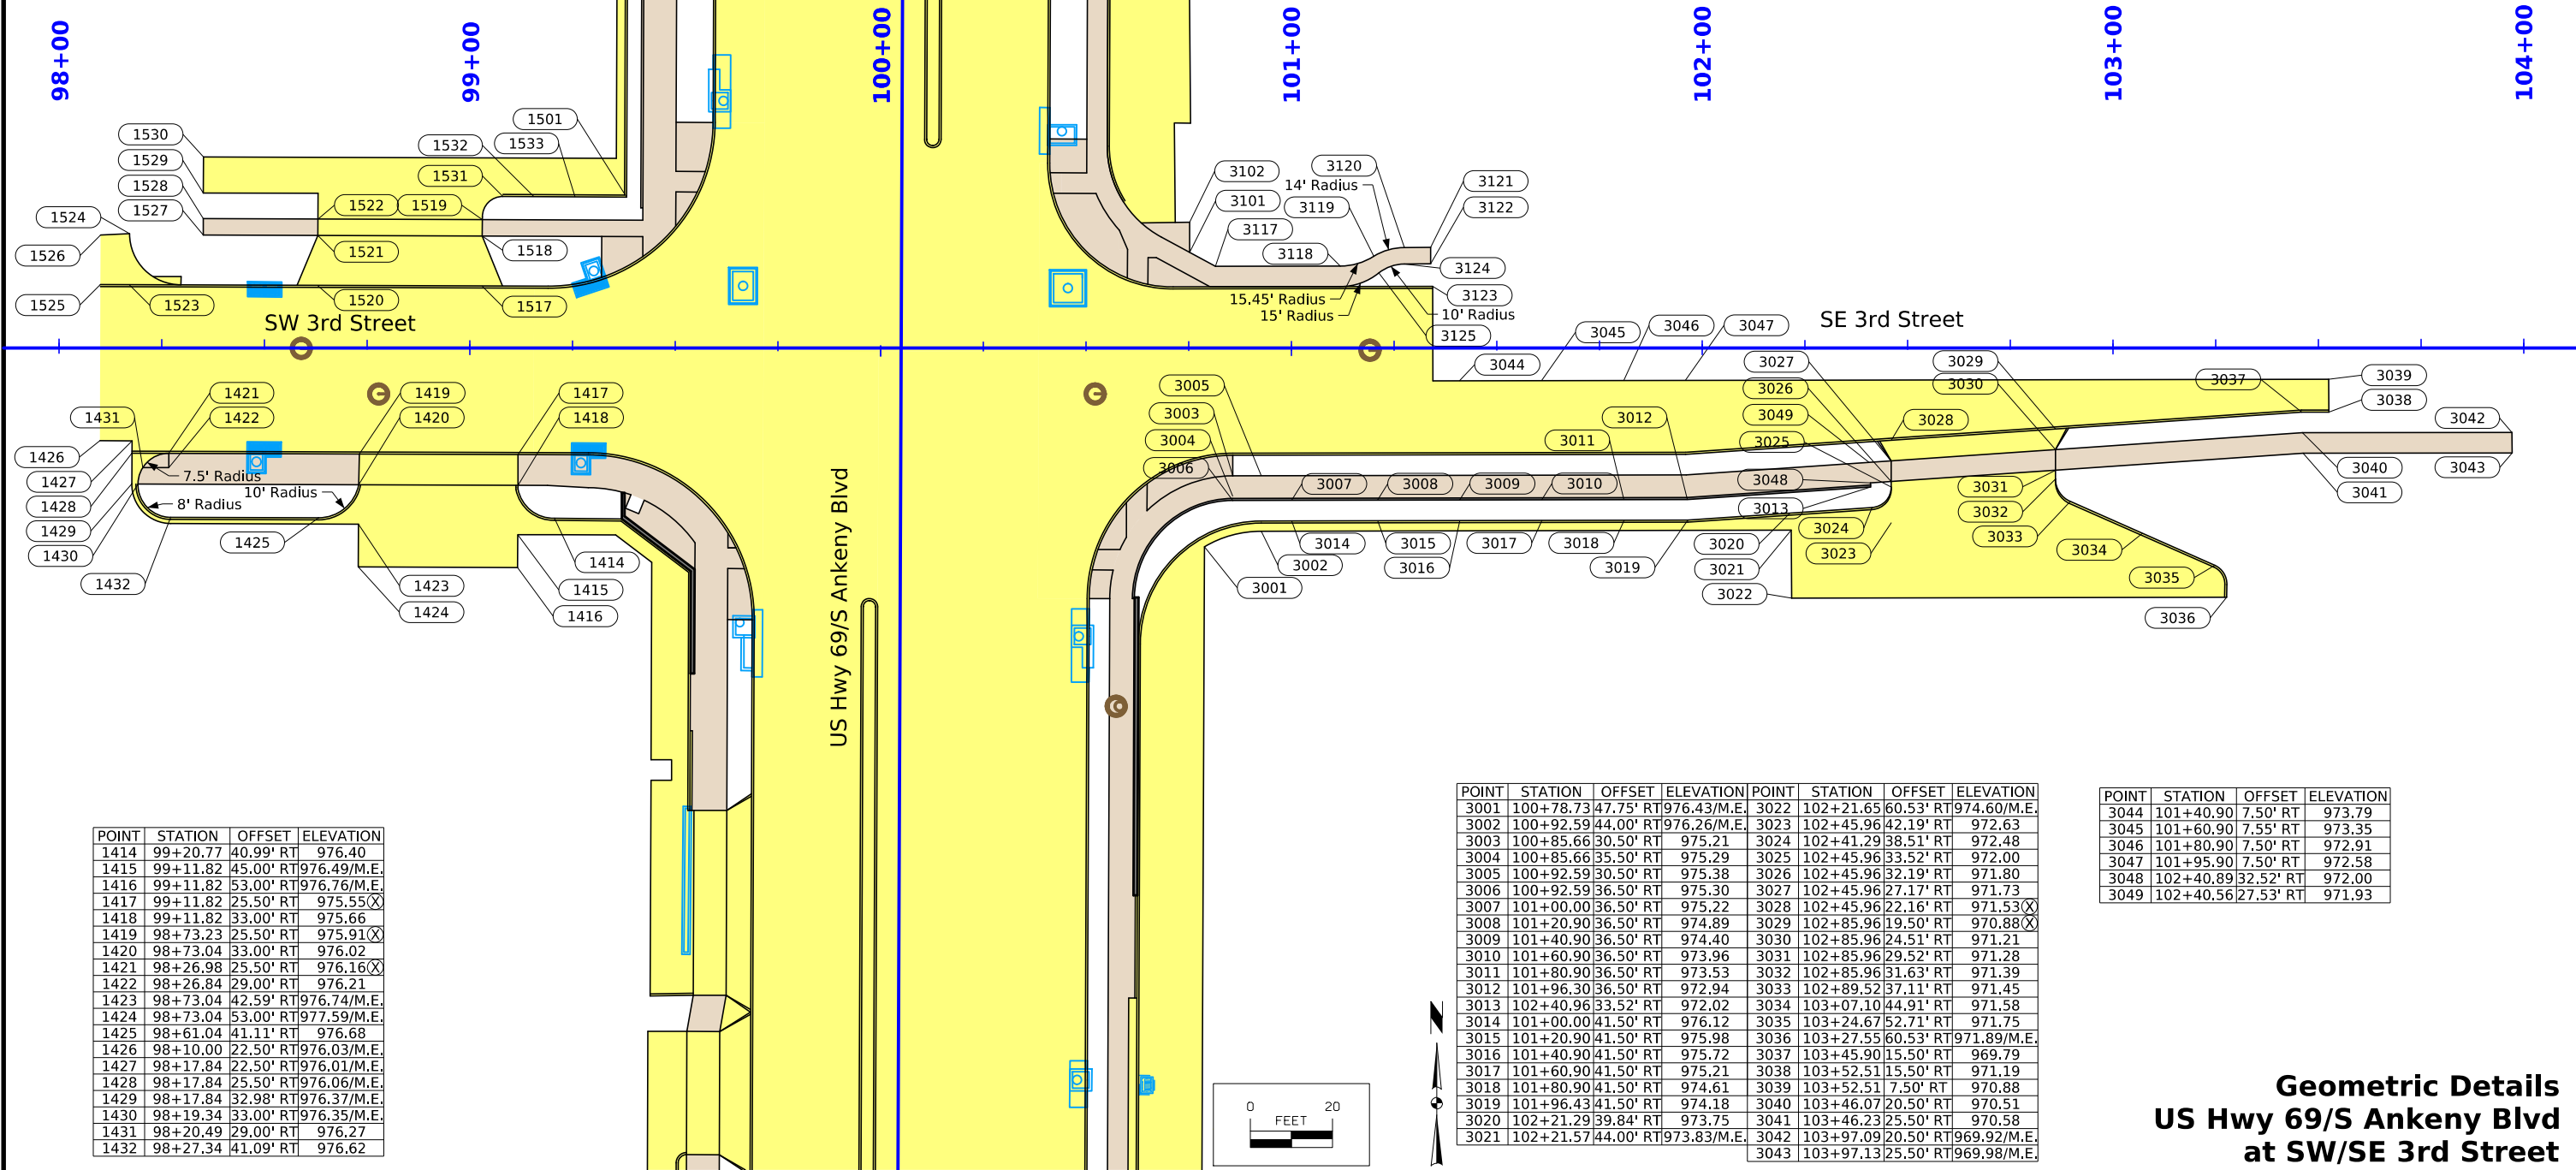 98+00
99+00
100+00
101+00
102+00
103+00
104+00
1501
1530
1532
1533
1529
1531
1528
1522
1519
1527
1524
1521
1518
1526
1525
1523
1520
1517
SW 3rd Street
3102
3120
14' Radius
3121
3101
3119
3122
3117
3118
3124
3123
15.45' Radius
15' Radius
10' Radius
3125
SE 3rd Street
3045
3046
3047
3044
3027
3029
3026
3030
3037
3039
3038
3005
3003
3004
3006
3012
3011
3049
3025
3028
3042
3007
3008
3009
3010
3048
3031
3040
3043
3013
3032
3041
3024
3033
3014
3015
3017
3018
3020
3023
3034
3002
3016
3019
3021
3035
3001
3022
3036
1421
1419
1417
1431
1422
1420
1418
1426
1427
7.5' Radius
10' Radius
1428
8' Radius
1429
1430
1425
1432
1414
1423
1415
1424
1416
US Hwy 69/S Ankeny Blvd
POINT STATION OFFSET ELEVATION
1414 99+20.77 40.99' RT 976.40
1415 99+11.82 45.00' RT 976.49/M.E.
1416 99+11.82 53.00' RT 976.76/M.E.
1417 99+11.82 25.50' RT 975.55 Ⓧ
1418 99+11.82 33.00' RT 975.66
1419 98+73.23 25.50' RT 975.91 Ⓧ
1420 98+73.04 33.00' RT 976.02
1421 98+26.98 25.50' RT 976.16 Ⓧ
1422 98+26.84 29.00' RT 976.21
1423 98+73.04 42.59' RT 976.74/M.E.
1424 98+73.04 53.00' RT 977.59/M.E.
1425 98+61.04 41.11' RT 976.68
1426 98+10.00 22.50' RT 976.03/M.E.
1427 98+17.84 22.50' RT 976.01/M.E.
1428 98+17.84 25.50' RT 976.06/M.E.
1429 98+17.84 32.98' RT 976.37/M.E.
1430 98+19.34 33.00' RT 976.35/M.E.
1431 98+20.49 29.00' RT 976.27
1432 98+27.34 41.09' RT 976.62
0 20
FEET
N
POINT STATION OFFSET ELEVATION POINT STATION OFFSET ELEVATION
3001 100+78.73 47.75' RT 976.43/M.E. 3022 102+21.65 60.53' RT 974.60/M.E.
3002 100+92.59 44.00' RT 976.26/M.E. 3023 102+45.96 42.19' RT 972.63
3003 100+85.66 30.50' RT 975.21 3024 102+41.29 38.51' RT 972.48
3004 100+85.66 35.50' RT 975.29 3025 102+45.96 33.52' RT 972.00
3005 100+92.59 30.50' RT 975.38 3026 102+45.96 32.19' RT 971.80
3006 100+92.59 36.50' RT 975.30 3027 102+45.96 27.17' RT 971.73
3007 101+00.00 36.50' RT 975.22 3028 102+45.96 22.16' RT 971.53 Ⓧ
3008 101+20.90 36.50' RT 974.89 3029 102+85.96 19.50' RT 970.88 Ⓧ
3009 101+40.90 36.50' RT 974.40 3030 102+85.96 24.51' RT 971.21
3010 101+60.90 36.50' RT 973.96 3031 102+85.96 29.52' RT 971.28
3011 101+80.90 36.50' RT 973.53 3032 102+85.96 31.63' RT 971.39
3012 101+96.30 36.50' RT 972.94 3033 102+89.52 37.11' RT 971.45
3013 102+40.96 33.52' RT 972.02 3034 103+07.10 44.91' RT 971.58
3014 101+00.00 41.50' RT 976.12 3035 103+24.67 52.71' RT 971.75
3015 101+20.90 41.50' RT 975.98 3036 103+27.55 60.53' RT 971.89/M.E.
3016 101+40.90 41.50' RT 975.72 3037 103+45.90 15.50' RT 969.79
3017 101+60.90 41.50' RT 975.21 3038 103+52.51 15.50' RT 971.19
3018 101+80.90 41.50' RT 974.61 3039 103+52.51 7.50' RT 970.88
3019 101+96.43 41.50' RT 974.18 3040 103+46.07 20.50' RT 970.51
3020 102+21.29 39.84' RT 973.75 3041 103+46.23 25.50' RT 970.58
3021 102+21.57 44.00' RT 973.83/M.E. 3042 103+97.09 20.50' RT 969.92/M.E.
3043 103+97.13 25.50' RT 969.98/M.E.
POINT STATION OFFSET ELEVATION
3044 101+40.90 7.50' RT 973.79
3045 101+60.90 7.55' RT 973.35
3046 101+80.90 7.50' RT 972.91
3047 101+95.90 7.50' RT 972.58
3048 102+40.89 32.52' RT 972.00
3049 102+40.56 27.53' RT 971.93
Geometric Details
US Hwy 69/S Ankeny Blvd
at SW/SE 3rd Street